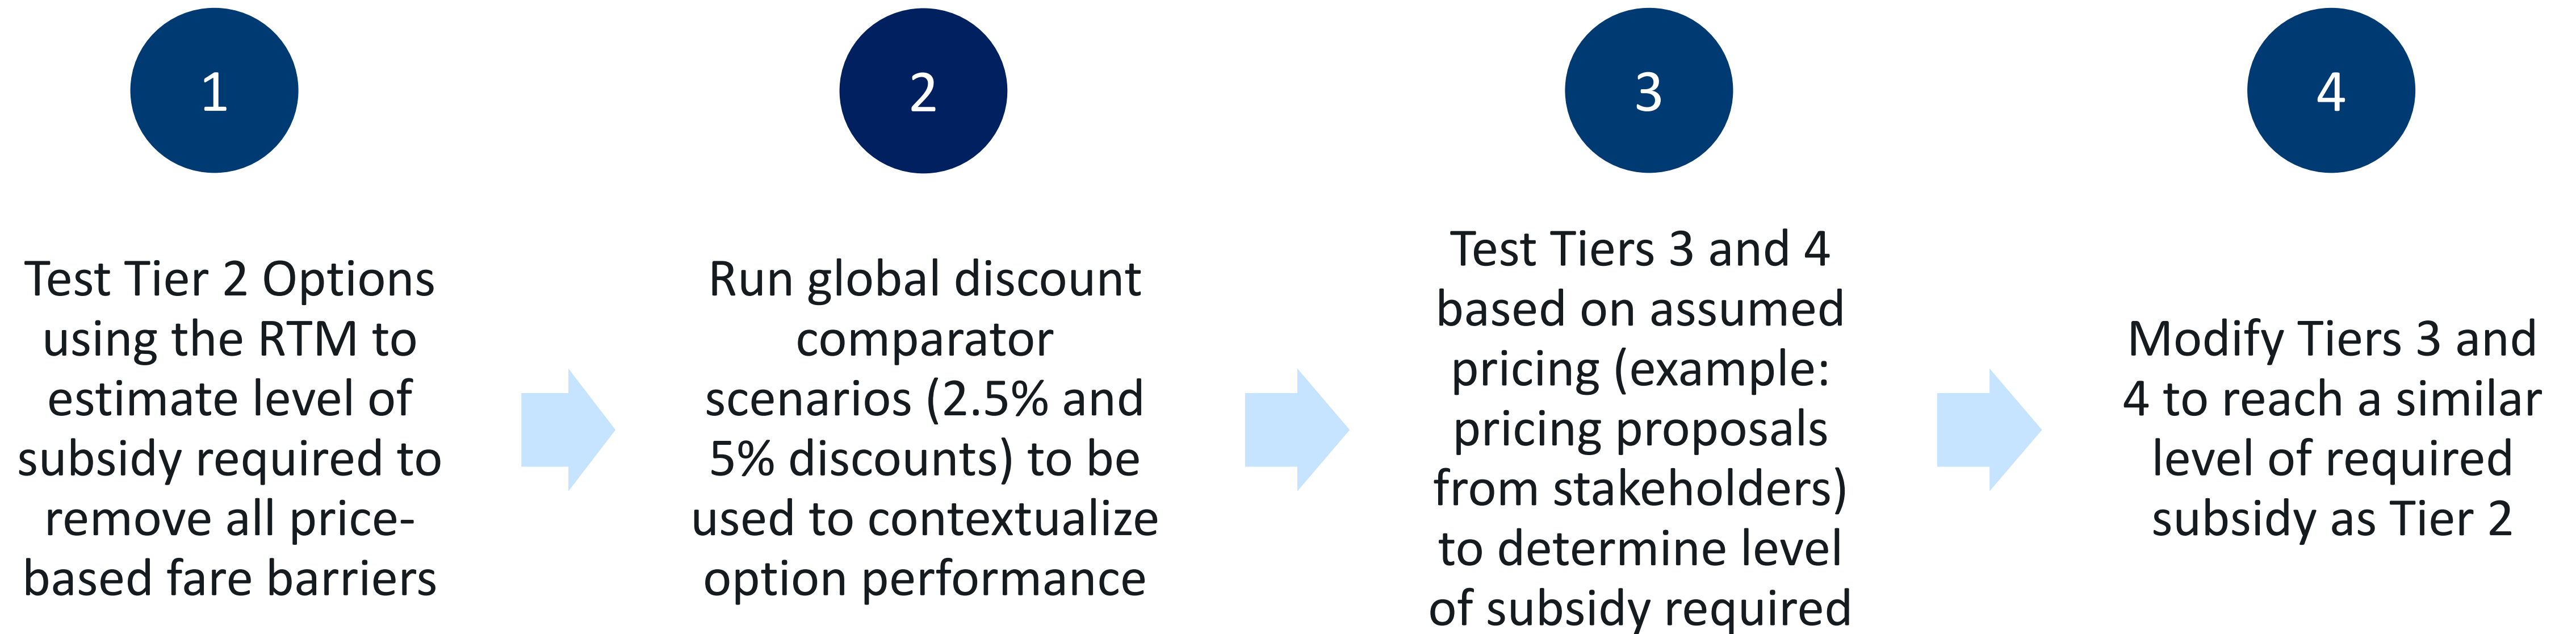 1
Test Tier 2 Options
using the RTM to
estimate level of
subsidy required to
remove all price-
based fare barriers
2
Run global discount
comparator
scenarios (2.5% and
5% discounts) to be
used to contextualize
option performance
3
Test Tiers 3 and 4
based on assumed
pricing (example:
pricing proposals
from stakeholders)
to determine level
of subsidy required
4
Modify Tiers 3 and
4 to reach a similar
level of required
subsidy as Tier 2